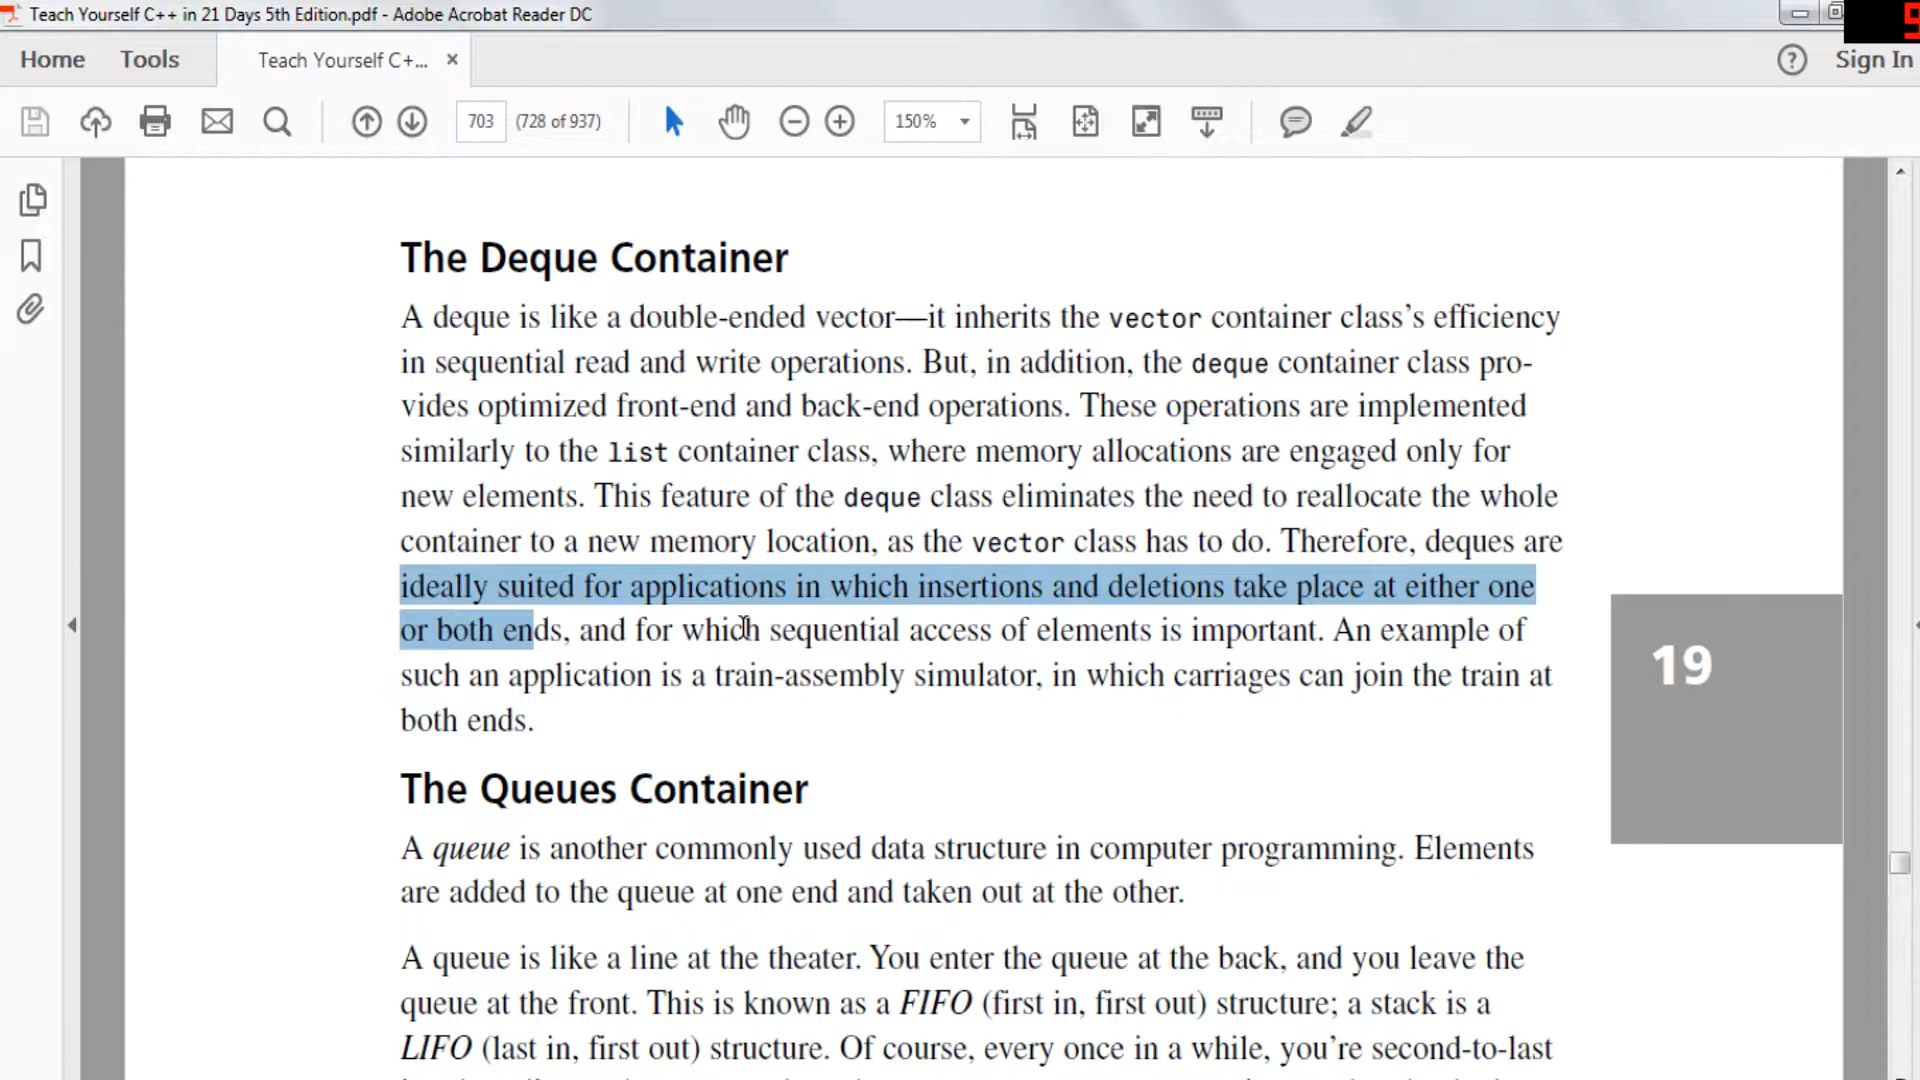 Teach Yourself C++ in 21 Days 5th Edition.pdf - Adobe Acrobat Reader DC
Home Tools Teach Yourself C+... × ? Sign In
703 (728 of 937) 150%
The Deque Container
A deque is like a double-ended vector—it inherits the vector container class’s efficiency
in sequential read and write operations. But, in addition, the deque container class pro-
vides optimized front-end and back-end operations. These operations are implemented
similarly to the list container class, where memory allocations are engaged only for
new elements. This feature of the deque class eliminates the need to reallocate the whole
container to a new memory location, as the vector class has to do. Therefore, deques are
ideally suited for applications in which insertions and deletions take place at either one
or both ends, and for which sequential access of elements is important. An example of
such an application is a train-assembly simulator, in which carriages can join the train at
both ends.
19
The Queues Container
A queue is another commonly used data structure in computer programming. Elements
are added to the queue at one end and taken out at the other.
A queue is like a line at the theater. You enter the queue at the back, and you leave the
queue at the front. This is known as a FIFO (first in, first out) structure; a stack is a
LIFO (last in, first out) structure. Of course, every once in a while, you’re second-to-last